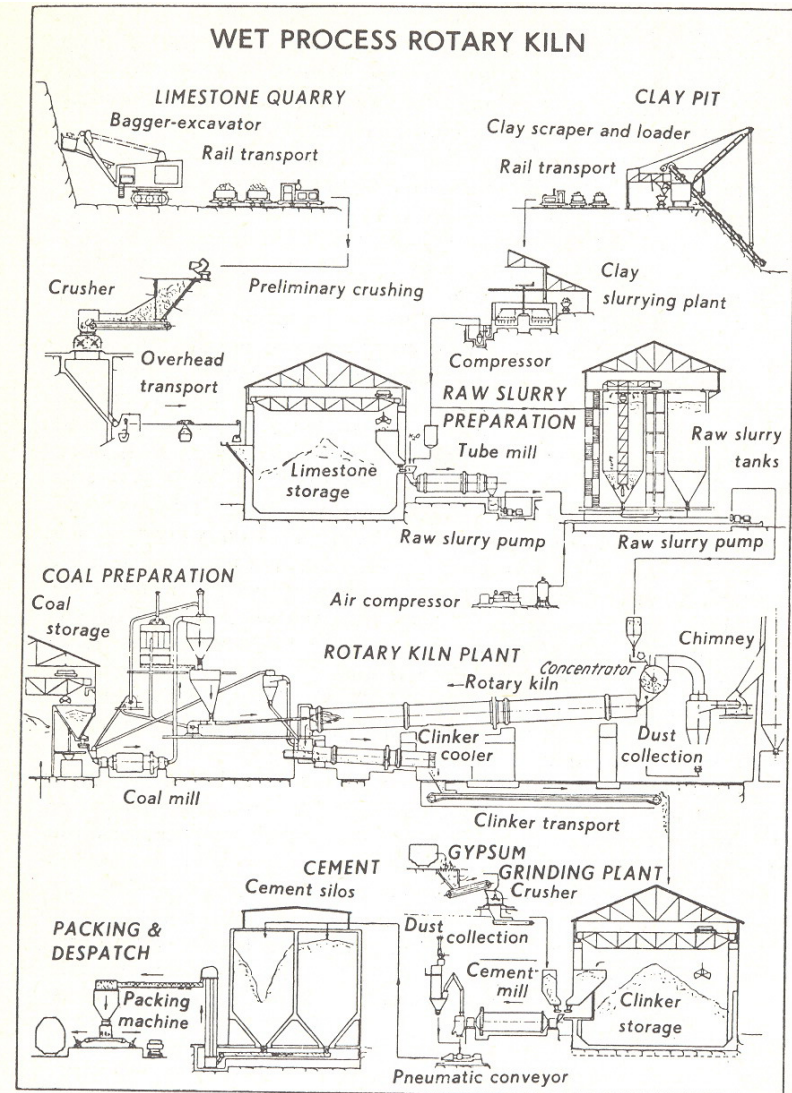 WET PROCESS ROTARY KILN
LIMESTONE QUARRY
Bagger-excavator
Rail transport
CLAY PIT
Clay scraper and loader
Rail transport
Crusher
Preliminary crushing
Clay
slurrying plant
Overhead
transport
Compressor
RAW SLURRY
PREPARATION
H₂O
Tube mill
Limestone
storage
Raw slurry
tanks
Raw slurry pump
Raw slurry pump
COAL PREPARATION
Coal
storage
Air compressor
Chimney
ROTARY KILN PLANT
Concentrator
Rotary kiln
Clinker
cooler
Dust
collection
Coal mill
Clinker transport
GYPSUM
GRINDING PLANT
Crusher
CEMENT
Cement silos
PACKING &
DESPATCH
Dust
collection
Cement
mill
Packing
machine
Clinker
storage
Pneumatic conveyor